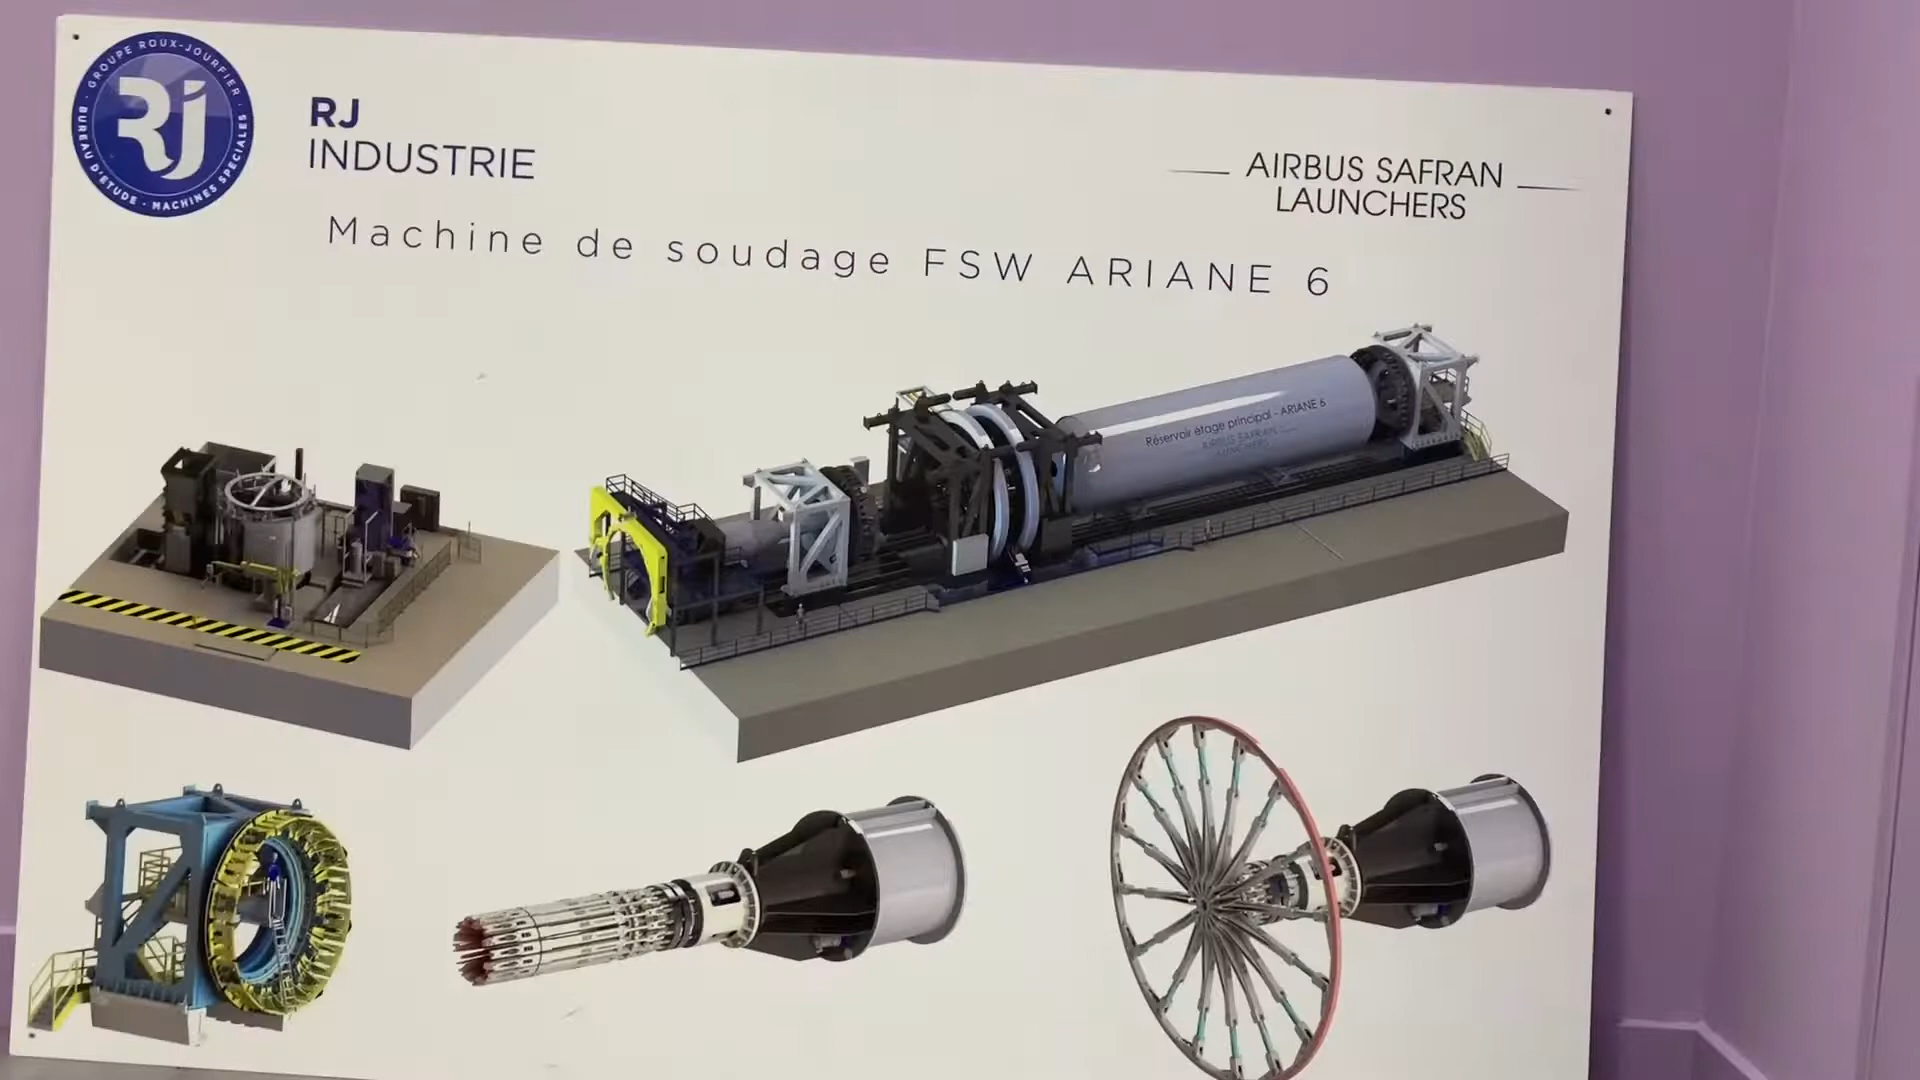 GROUPE ROUX-JOURFIER
RJ
BUREAU D'ETUDE - MACHINES SPECIALES
RJ
INDUSTRIE
AIRBUS SAFRAN
LAUNCHERS
Machine de soudage FSW ARIANE 6
Réservoir étage principal - ARIANE 6
AIRBUS SAFRAN
LAUNCHERS